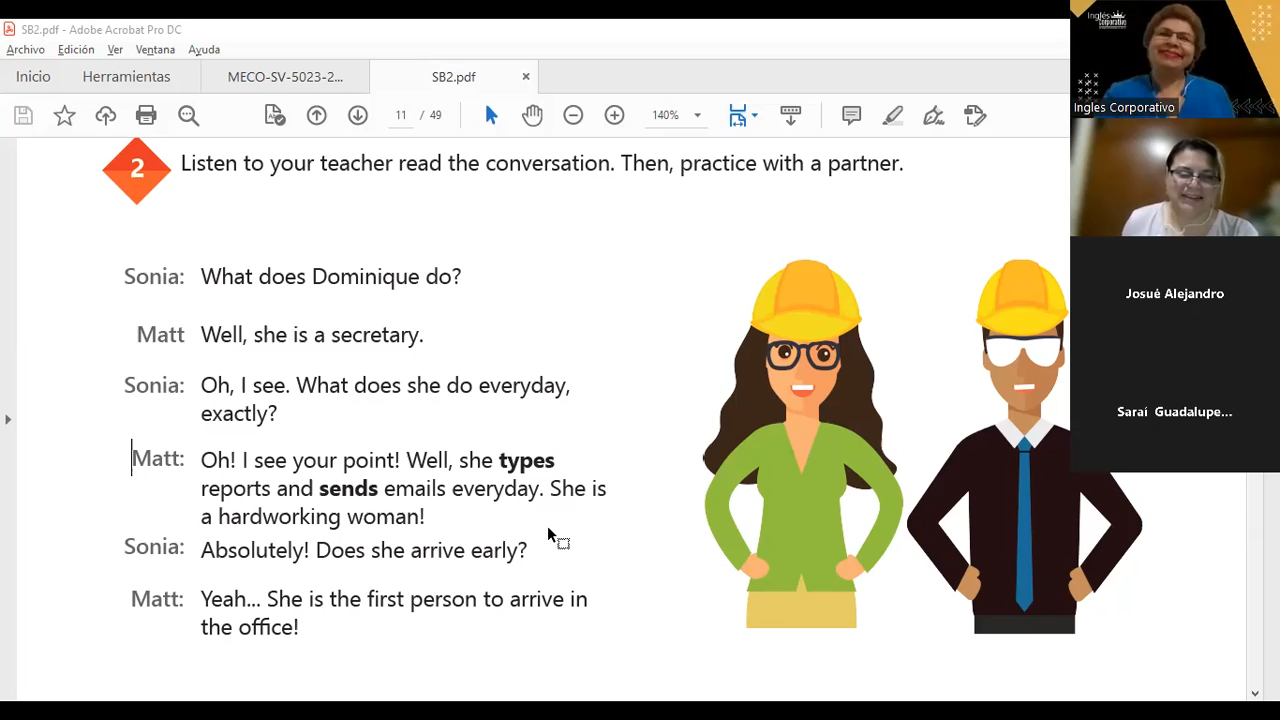 SB2.pdf - Adobe Acrobat Pro DC
Archivo Edición Ver Ventana Ayuda
Inicio Herramientas MECO-SV-5023-2... SB2.pdf ×
11 / 49 140%
2 Listen to your teacher read the conversation. Then, practice with a partner.
Sonia: What does Dominique do?
Matt Well, she is a secretary.
Sonia: Oh, I see. What does she do everyday,
exactly?
Matt: Oh! I see your point! Well, she types
reports and sends emails everyday. She is
a hardworking woman!
Sonia: Absolutely! Does she arrive early?
Matt: Yeah... She is the first person to arrive in
the office!
Inglés
Corporativo
Ingles Corporativo
Josué Alejandro
Saraí Guadalupe...